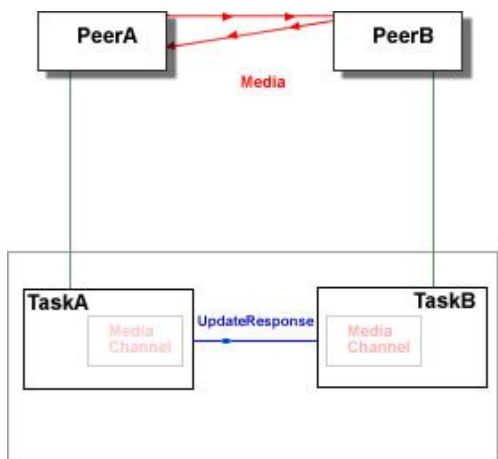 PeerA
PeerB
Media
TaskA
TaskB
UpdateResponse
Media
Channel
Media
Channel